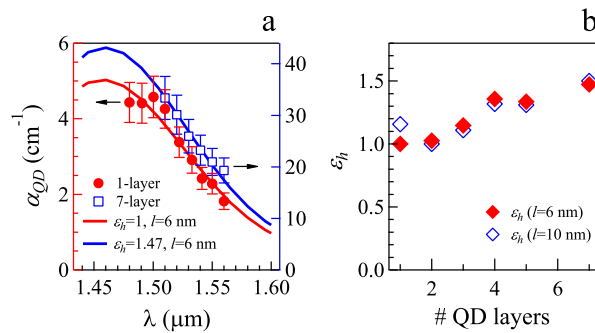 a
6
4
2
0
α_QD (cm⁻¹)
40
30
20
10
0
1-layer
7-layer
ε_h=1, l=6 nm
ε_h=1.47, l=6 nm
1.45 1.50 1.55 1.60
λ (μm)
b
1.5
1.0
0.5
0.0
ε_h
ε_h (l=6 nm)
ε_h (l=10 nm)
2 4 6
# QD layers